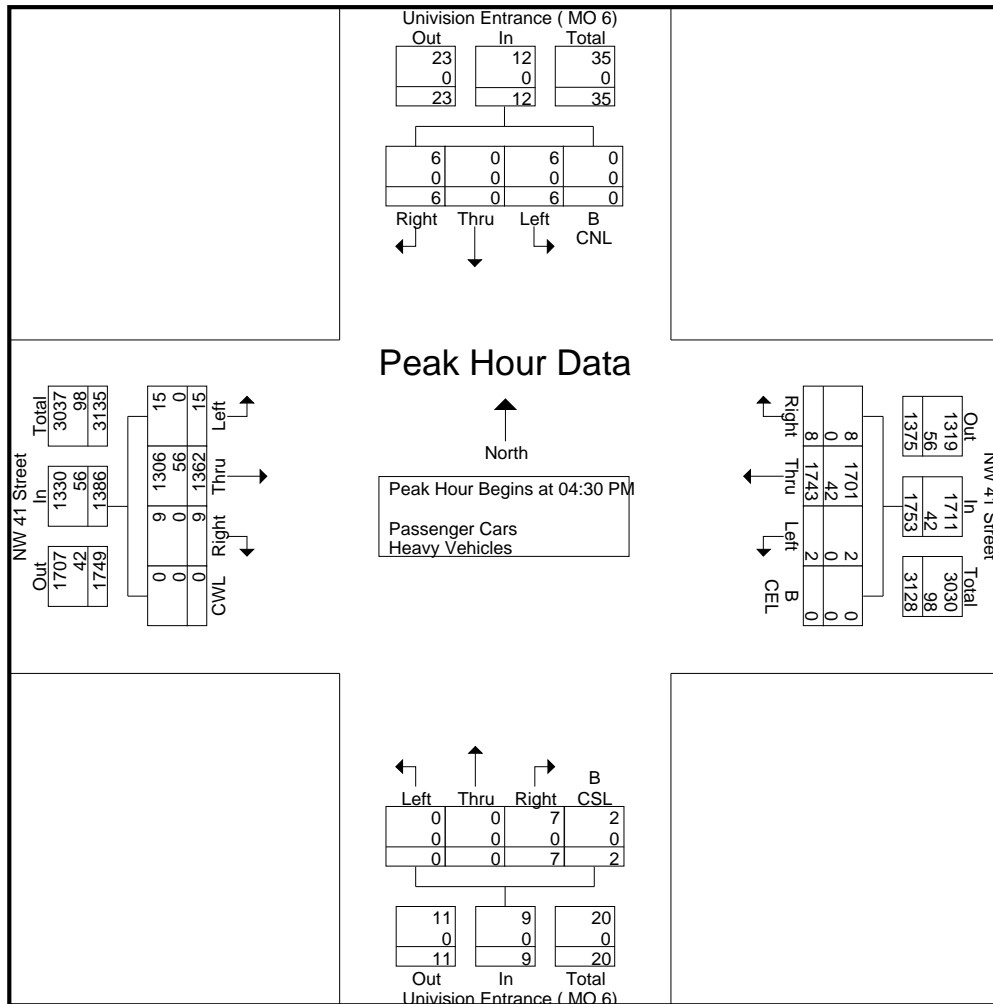 Univision Entrance ( MO 6)
Out In Total
23 12 35
0 0 0
23 12 35
6 0 6 0
0 0 0 0
6 0 6 0
Right Thru Left B
CNL
Peak Hour Data
North
Peak Hour Begins at 04:30 PM
Passenger Cars
Heavy Vehicles
NW 41 Street
Out In Total
1707 1330 3037
42 56 98
1749 1386 3135
0 9 1306 15
0 0 56 0
0 9 1362 15
CWL Right Thru Left
NW 41 Street
Out In Total
1319 1711 3030
56 42 98
1375 1753 3128
8 1701 2 0
0 42 0 0
8 1743 2 0
Right Thru Left B
CEL
B
Left Thru Right CSL
0 0 7 2
0 0 0 0
0 0 7 2
11 9 20
0 0 0
11 9 20
Out In Total
Univision Entrance ( MO 6)